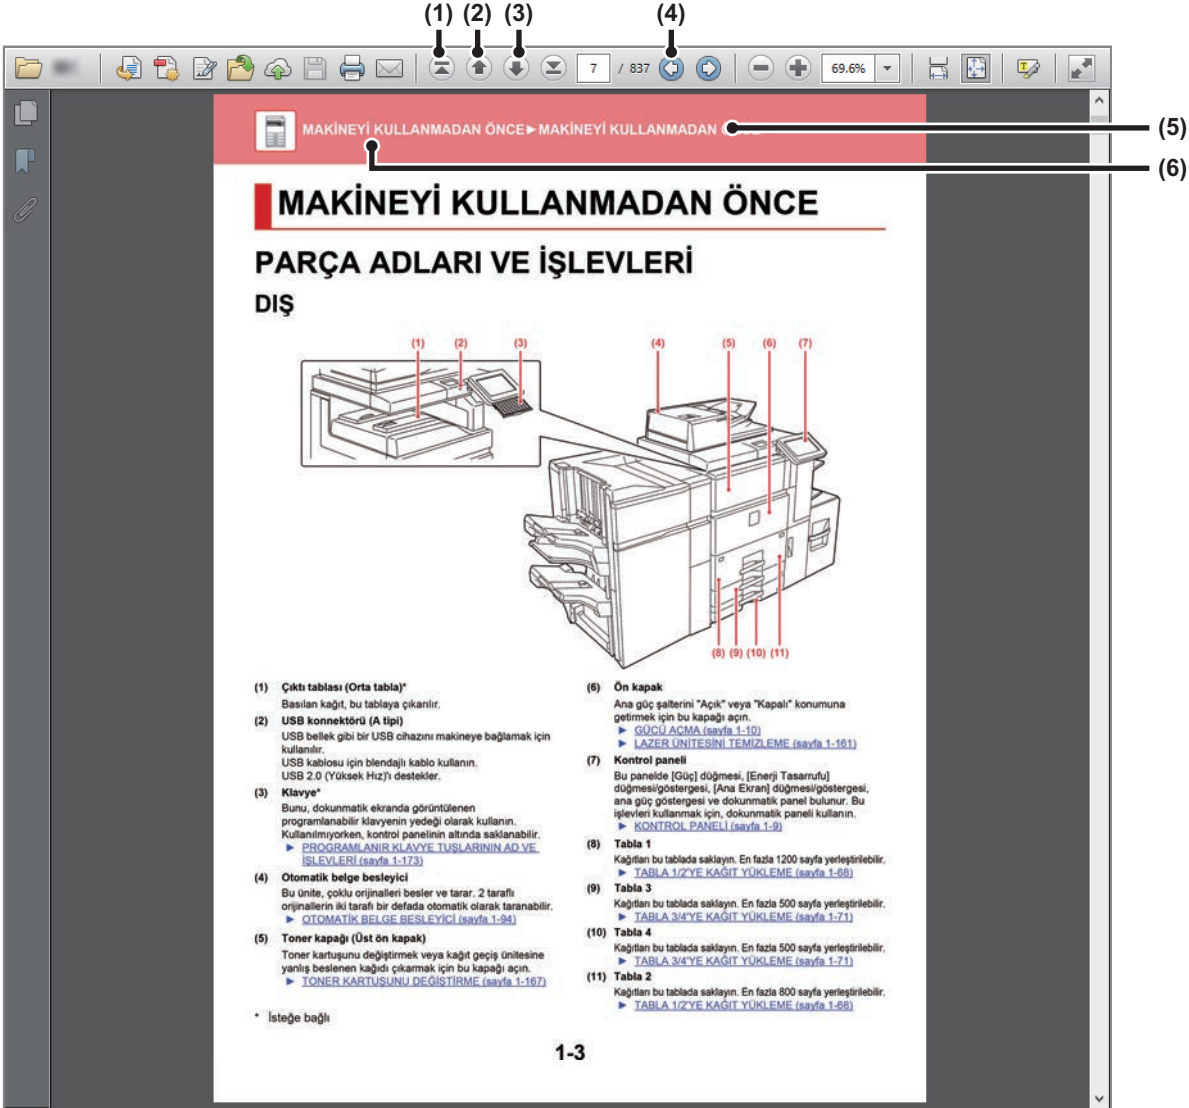 (1) (2) (3) (4)
7 / 837 69.6%
MAKİNEYİ KULLANMADAN ÖNCE►MAKİNEYİ KULLANMADAN
(5)
(6)
MAKİNEYİ KULLANMADAN ÖNCE
PARÇA ADLARI VE İŞLEVLERİ
DIŞ
(1) (2) (3) (4) (5) (6) (7)
(8) (9) (10) (11)
(1) Çıktı tablası (Orta tabla)*
Basılan kağıt, bu tablaya çıkarılır.
(2) USB konnektörü (A tipi)
USB bellek gibi bir USB cihazını makineye bağlamak için
kullanılır.
USB kablosu için blendajlı kablo kullanın.
USB 2.0 (Yüksek Hız)'ı destekler.
(3) Klavye*
Bunu, dokunmatik ekranda görüntülenen
programlanabilir klavyenin yedeği olarak kullanın.
Kullanılmıyorken, kontrol panelinin altında saklanabilir.
► PROGRAMLANIR KLAVYE TUŞLARININ AD VE
İŞLEVLERİ (sayfa 1-173)
(4) Otomatik belge besleyici
Bu ünite, çoklu orijinalleri besler ve tarar. 2 taraflı
orijinallerin iki tarafı bir defada otomatik olarak taranabilir.
► OTOMATİK BELGE BESLEYİCİ (sayfa 1-94)
(5) Toner kapağı (Üst ön kapak)
Toner kartuşunu değiştirmek veya kağıt geçiş ünitesine
yanlış beslenen kağıdı çıkarmak için bu kapağı açın.
► TONER KARTUŞUNU DEĞİŞTİRME (sayfa 1-167)
* İsteğe bağlı
(6) Ön kapak
Ana güç şalterini "Açık" veya "Kapalı" konumuna
getirmek için bu kapağı açın.
► GÜCÜ AÇMA (sayfa 1-10)
► LAZER ÜNİTESİNİ TEMİZLEME (sayfa 1-161)
(7) Kontrol paneli
Bu panelde [Güç] düğmesi, [Enerji Tasarrufu]
düğmesi/göstergesi, [Ana Ekran] düğmesi/göstergesi,
ana güç göstergesi ve dokunmatik panel bulunur. Bu
işlevleri kullanmak için, dokunmatik paneli kullanın.
► KONTROL PANELİ (sayfa 1-9)
(8) Tabla 1
Kağıtları bu tablada saklayın. En fazla 1200 sayfa yerleştirilebilir.
► TABLA 1/2'YE KAĞIT YÜKLEME (sayfa 1-68)
(9) Tabla 3
Kağıtları bu tablada saklayın. En fazla 500 sayfa yerleştirilebilir.
► TABLA 3/4'YE KAĞIT YÜKLEME (sayfa 1-71)
(10) Tabla 4
Kağıtları bu tablada saklayın. En fazla 500 sayfa yerleştirilebilir.
► TABLA 3/4'YE KAĞIT YÜKLEME (sayfa 1-71)
(11) Tabla 2
Kağıtları bu tablada saklayın. En fazla 800 sayfa yerleştirilebilir.
► TABLA 1/2'YE KAĞIT YÜKLEME (sayfa 1-68)
1-3